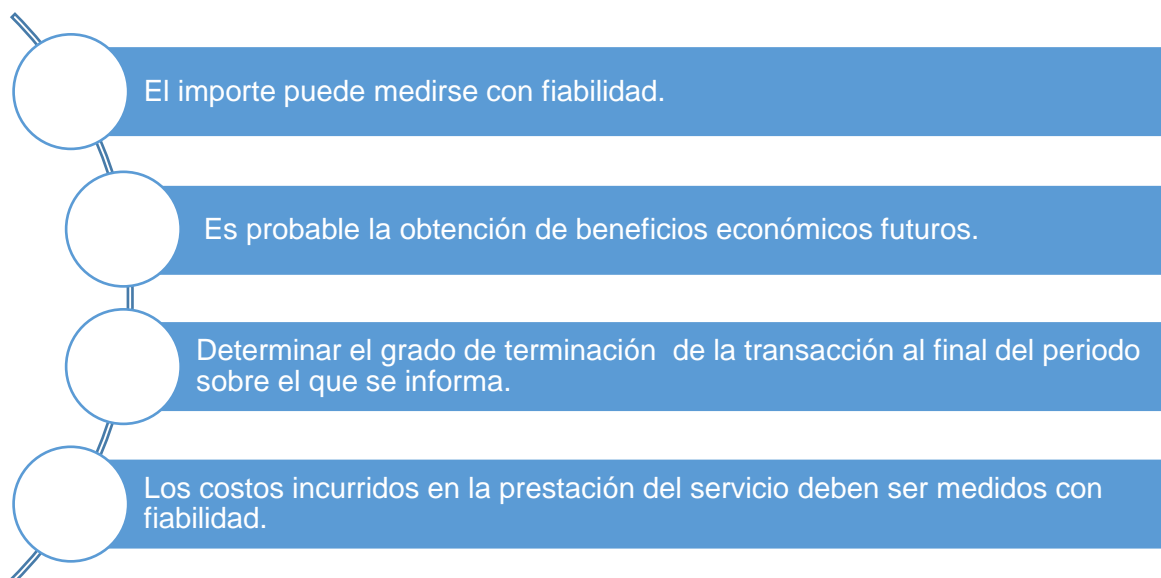 El importe puede medirse con fiabilidad.
Es probable la obtención de beneficios económicos futuros.
Determinar el grado de terminación  de la transacción al final del periodo
sobre el que se informa.
Los costos incurridos en la prestación del servicio deben ser medidos con
fiabilidad.